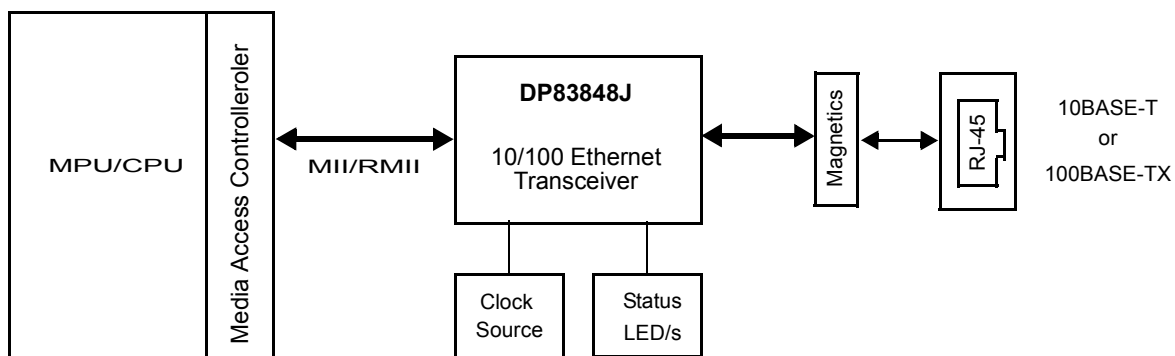 MPU/CPU
Media Access Controlleroler
MII/RMII
DP83848J
10/100 Ethernet
Transceiver
Clock
Source
Status
LED/s
Magnetics
RJ-45
10BASE-T
or
100BASE-TX